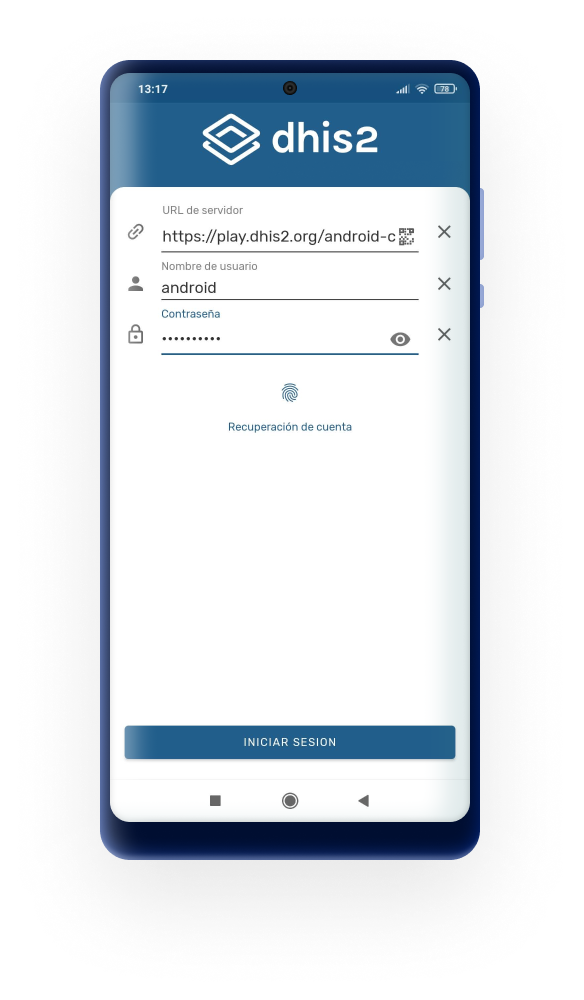 13:17
78
dhis2
URL de servidor
https://play.dhis2.org/android-c
Nombre de usuario
android
Contraseña
••••••••••
Recuperación de cuenta
INICIAR SESION